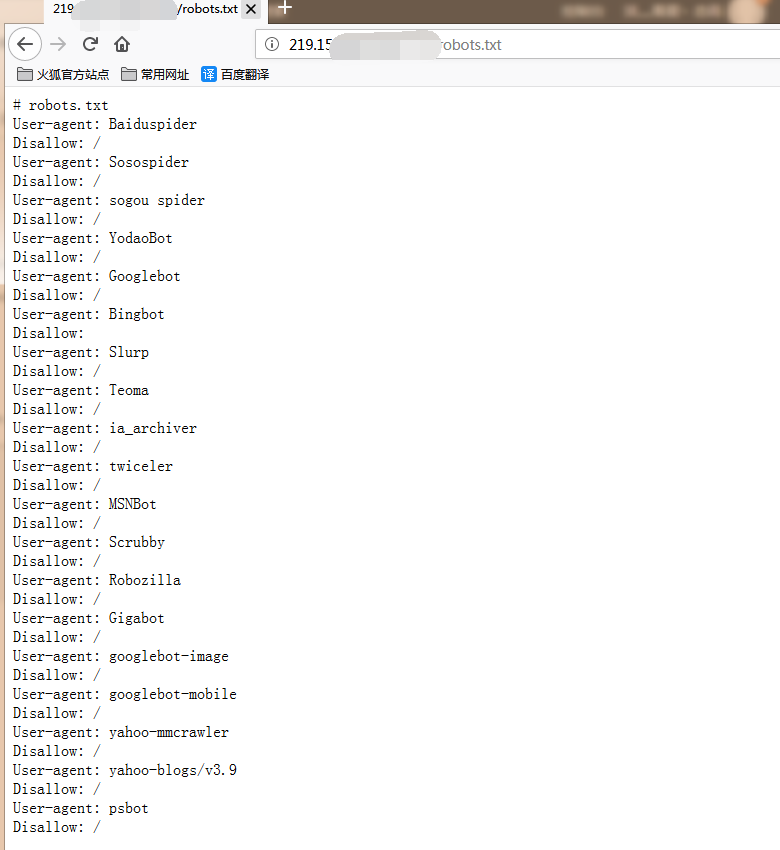 219 /robots.txt
219.15 robots.txt
火狐官方站点 常用网址 译 百度翻译
# robots.txt
User-agent: Baiduspider
Disallow: /
User-agent: Sosospider
Disallow: /
User-agent: sogou spider
Disallow: /
User-agent: YodaoBot
Disallow: /
User-agent: Googlebot
Disallow: /
User-agent: Bingbot
Disallow:
User-agent: Slurp
Disallow: /
User-agent: Teoma
Disallow: /
User-agent: ia_archiver
Disallow: /
User-agent: twiceler
Disallow: /
User-agent: MSNBot
Disallow: /
User-agent: Scrubby
Disallow: /
User-agent: Robozilla
Disallow: /
User-agent: Gigabot
Disallow: /
User-agent: googlebot-image
Disallow: /
User-agent: googlebot-mobile
Disallow: /
User-agent: yahoo-mmcrawler
Disallow: /
User-agent: yahoo-blogs/v3.9
Disallow: /
User-agent: psbot
Disallow: /